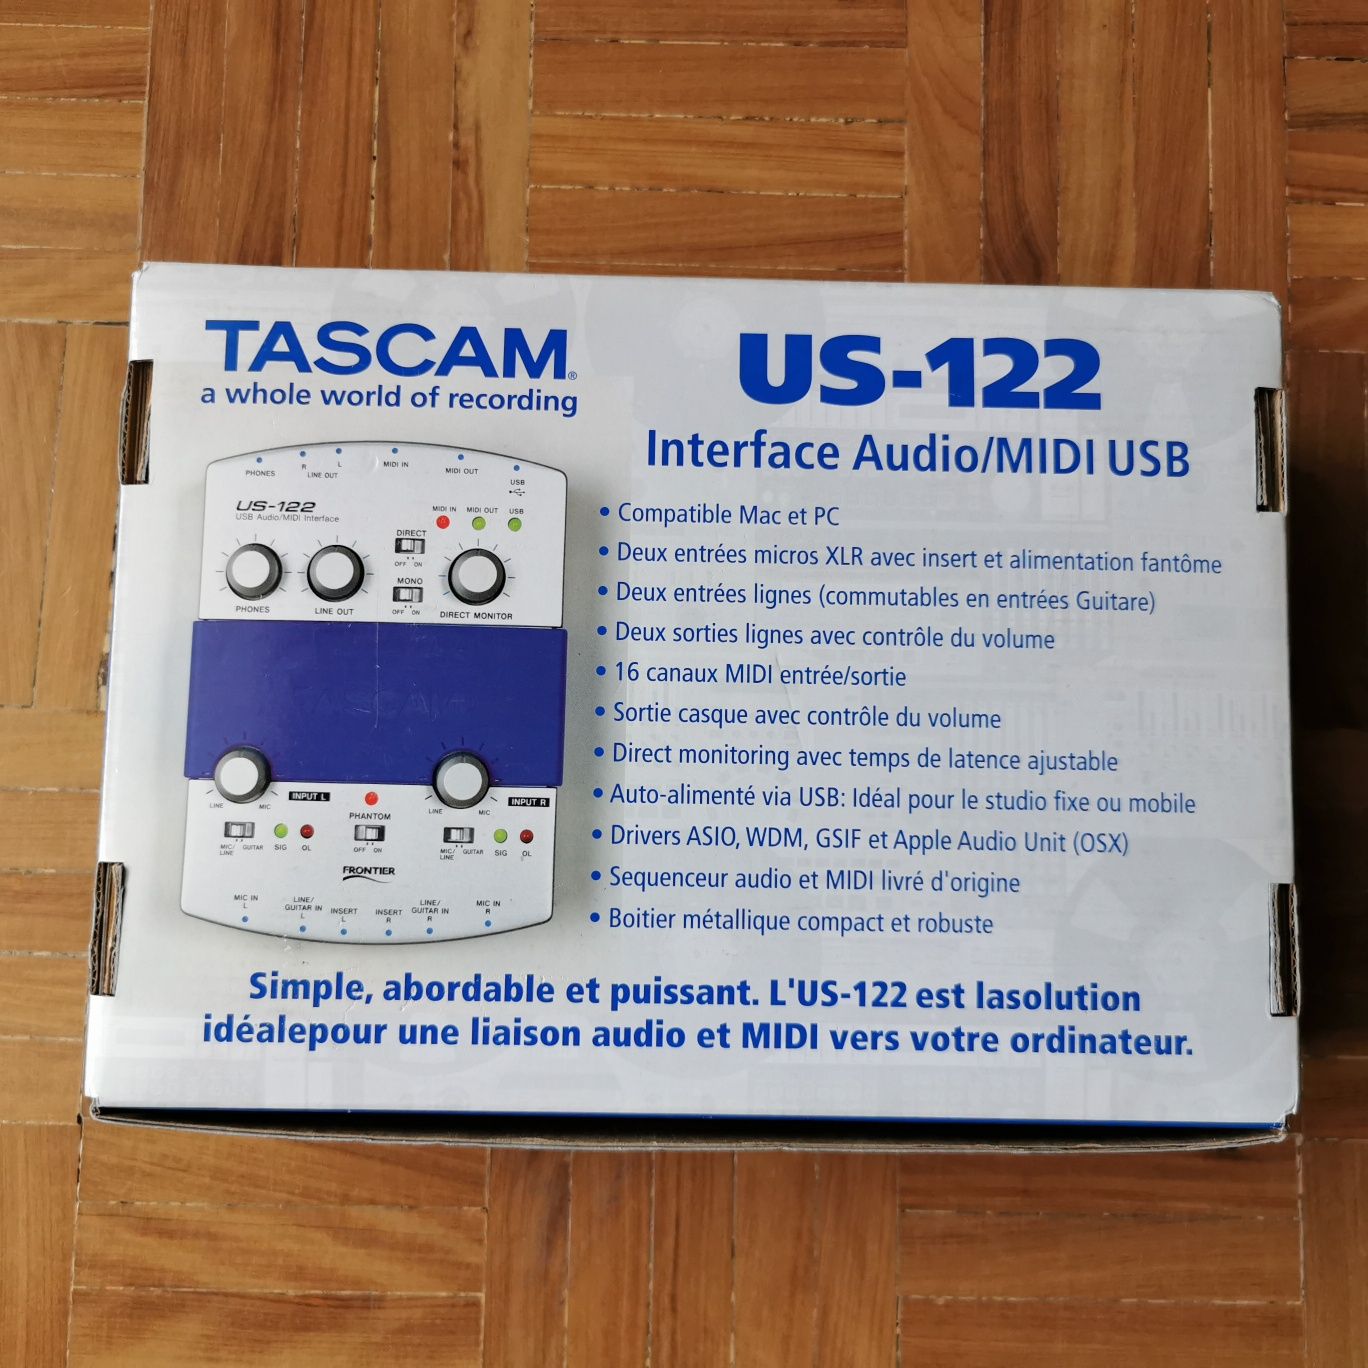 TASCAM®
a whole world of recording
US-122
Interface Audio/MIDI USB
• Compatible Mac et PC
• Deux entrées micros XLR avec insert et alimentation fantôme
• Deux entrées lignes (commutables en entrées Guitare)
• Deux sorties lignes avec contrôle du volume
• 16 canaux MIDI entrée/sortie
• Sortie casque avec contrôle du volume
• Direct monitoring avec temps de latence ajustable
• Auto-alimenté via USB: Idéal pour le studio fixe ou mobile
• Drivers ASIO, WDM, GSIF et Apple Audio Unit (OSX)
• Sequenceur audio et MIDI livré d'origine
• Boitier métallique compact et robuste
PHONES
R L
LINE OUT
MIDI IN
MIDI OUT
USB
US-122
USB Audio/MIDI Interface
MIDI IN MIDI OUT USB
DIRECT
OFF ON
MONO
OFF ON
PHONES
LINE OUT
DIRECT MONITOR
TASCAM
LINE MIC
INPUT L
LINE MIC
INPUT R
MIC/
LINE
GUITAR
SIG
OL
PHANTOM
OFF ON
MIC/
LINE
GUITAR
SIG
OL
FRONTIER
MIC IN
L
LINE/
GUITAR IN
L
INSERT
L
INSERT
R
LINE/
GUITAR IN
R
MIC IN
R
Simple, abordable et puissant. L'US-122 est lasolution
idéalepour une liaison audio et MIDI vers votre ordinateur.